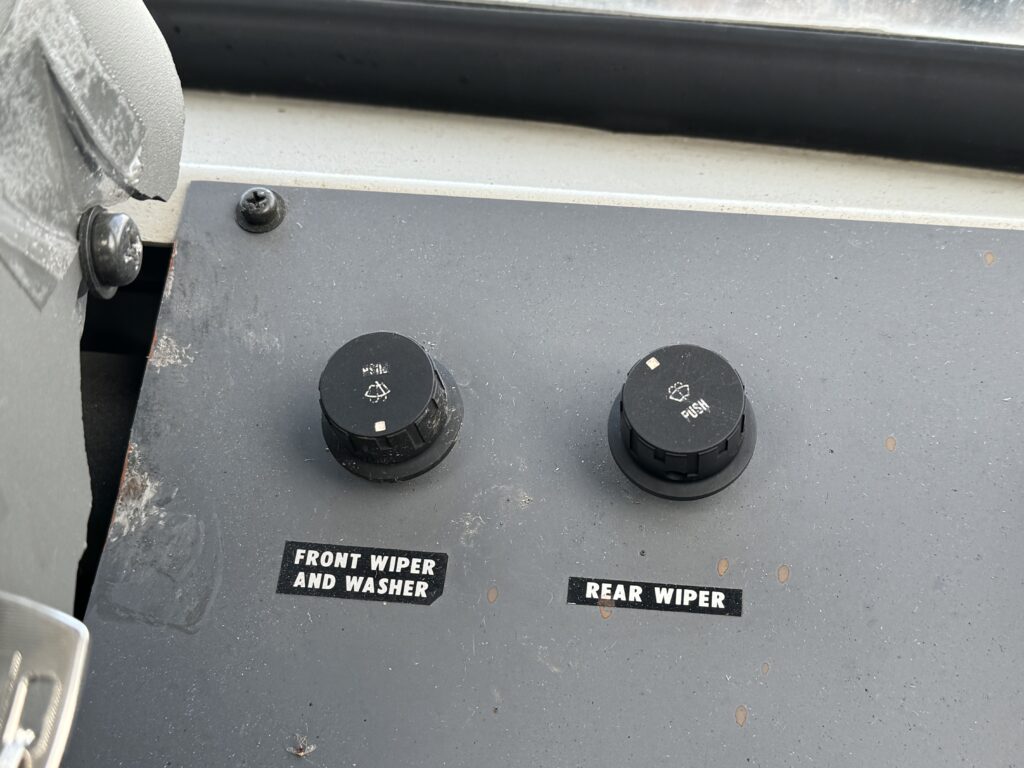 PUSH
PUSH
FRONT WIPER
AND WASHER
REAR WIPER